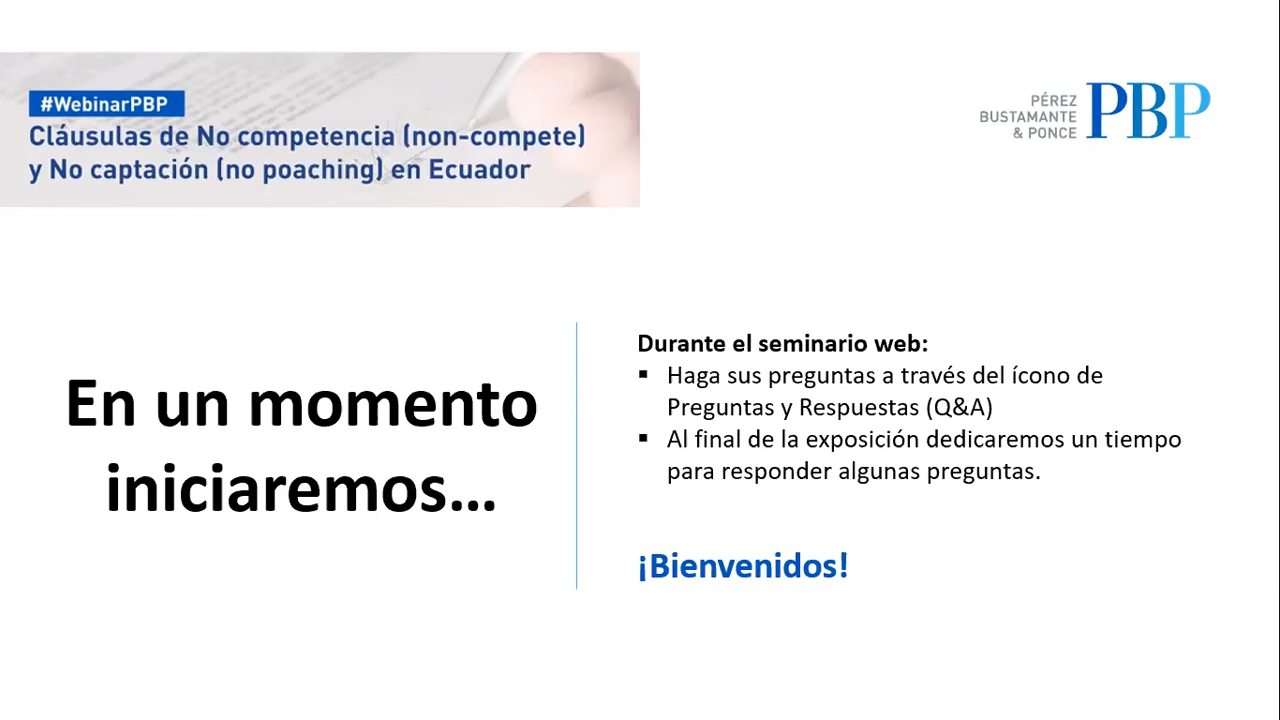 #WebinarPBP
Cláusulas de No competencia (non-compete)
y No captación (no poaching) en Ecuador
PÉREZ
BUSTAMANTE
& PONCE
PBP
En un momento
iniciaremos...
Durante el seminario web:
▪ Haga sus preguntas a través del ícono de
Preguntas y Respuestas (Q&A)
▪ Al final de la exposición dedicaremos un tiempo
para responder algunas preguntas.
¡Bienvenidos!